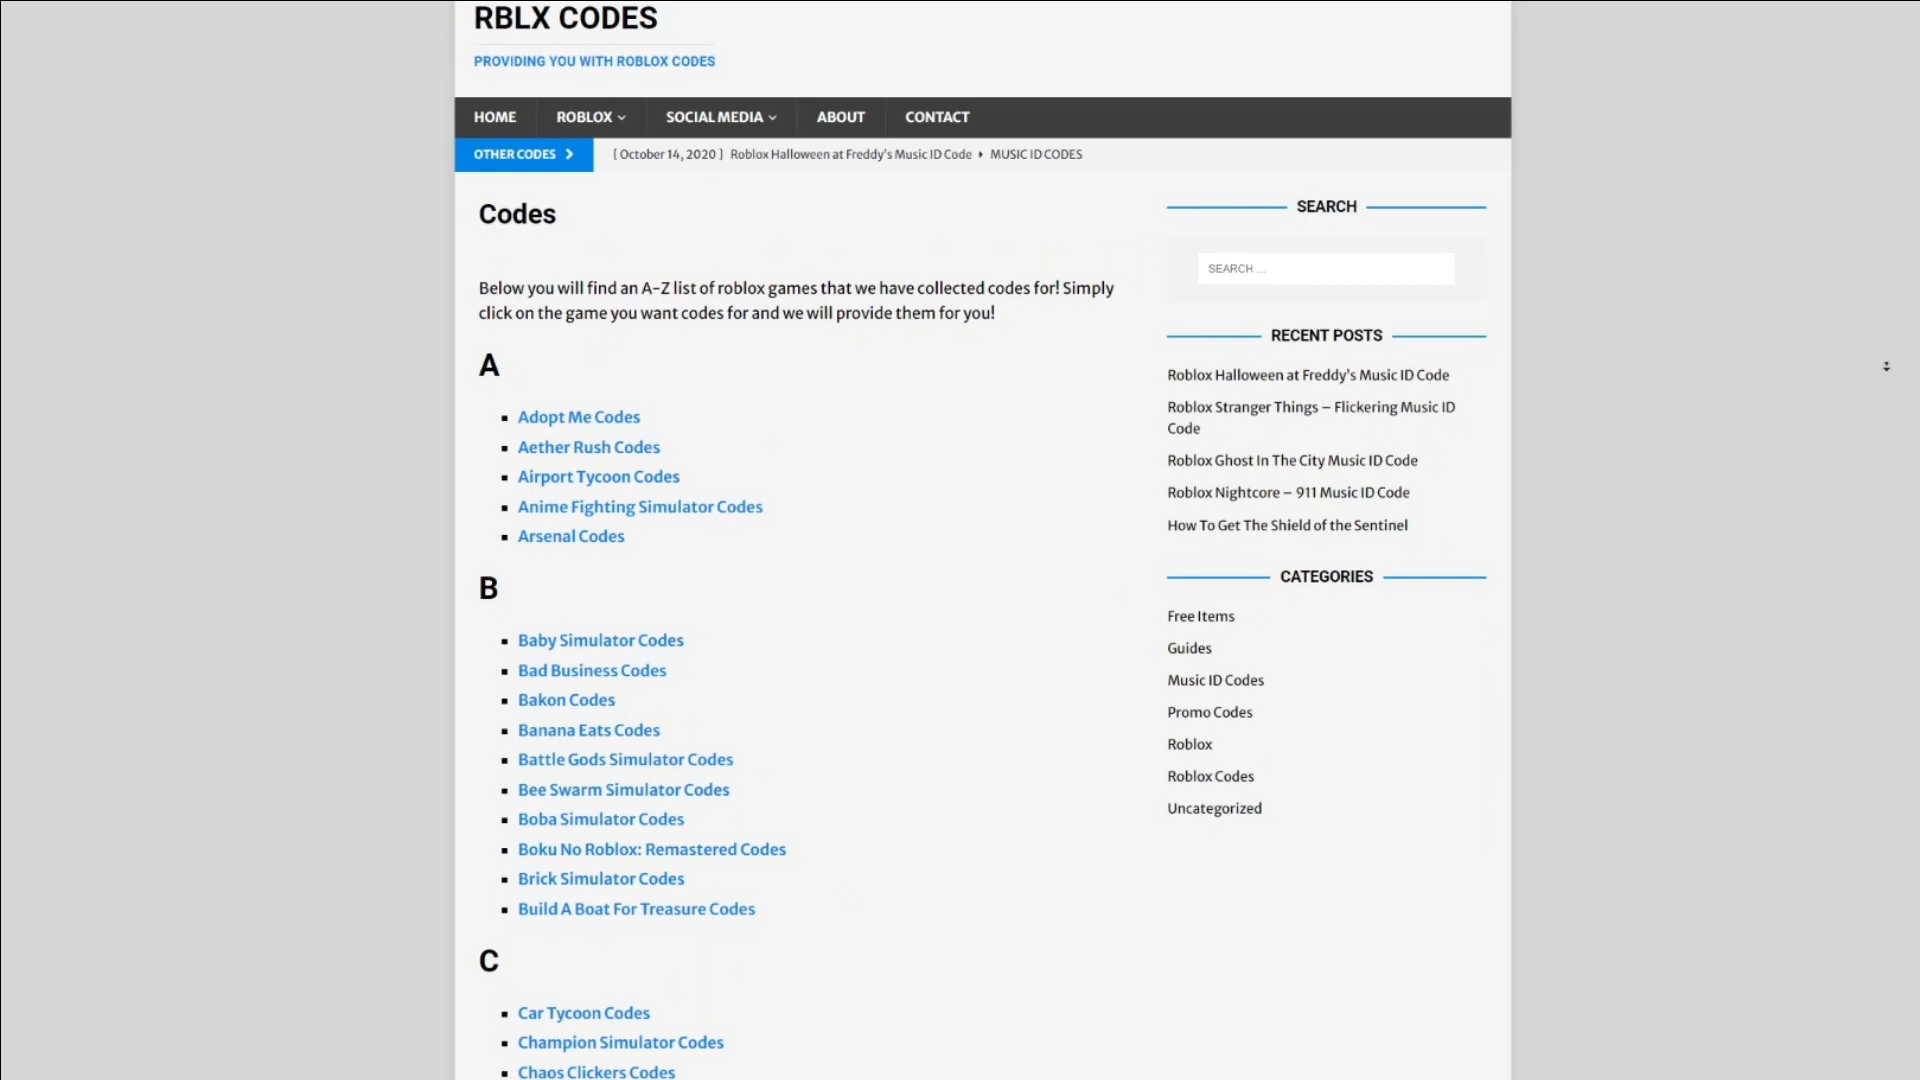 RBLX CODES
PROVIDING YOU WITH ROBLOX CODES
HOME ROBLOX SOCIAL MEDIA ABOUT CONTACT
OTHER CODES [ October 14, 2020 ] Roblox Halloween at Freddy's Music ID Code MUSIC ID CODES
Codes
Below you will find an A-Z list of roblox games that we have collected codes for! Simply
click on the game you want codes for and we will provide them for you!
A
Adopt Me Codes
Aether Rush Codes
Airport Tycoon Codes
Anime Fighting Simulator Codes
Arsenal Codes
B
Baby Simulator Codes
Bad Business Codes
Bakon Codes
Banana Eats Codes
Battle Gods Simulator Codes
Bee Swarm Simulator Codes
Boba Simulator Codes
Boku No Roblox: Remastered Codes
Brick Simulator Codes
Build A Boat For Treasure Codes
C
Car Tycoon Codes
Champion Simulator Codes
Chaos Clickers Codes
SEARCH
SEARCH ...
RECENT POSTS
Roblox Halloween at Freddy's Music ID Code
Roblox Stranger Things – Flickering Music ID
Code
Roblox Ghost In The City Music ID Code
Roblox Nightcore – 911 Music ID Code
How To Get The Shield of the Sentinel
CATEGORIES
Free Items
Guides
Music ID Codes
Promo Codes
Roblox
Roblox Codes
Uncategorized